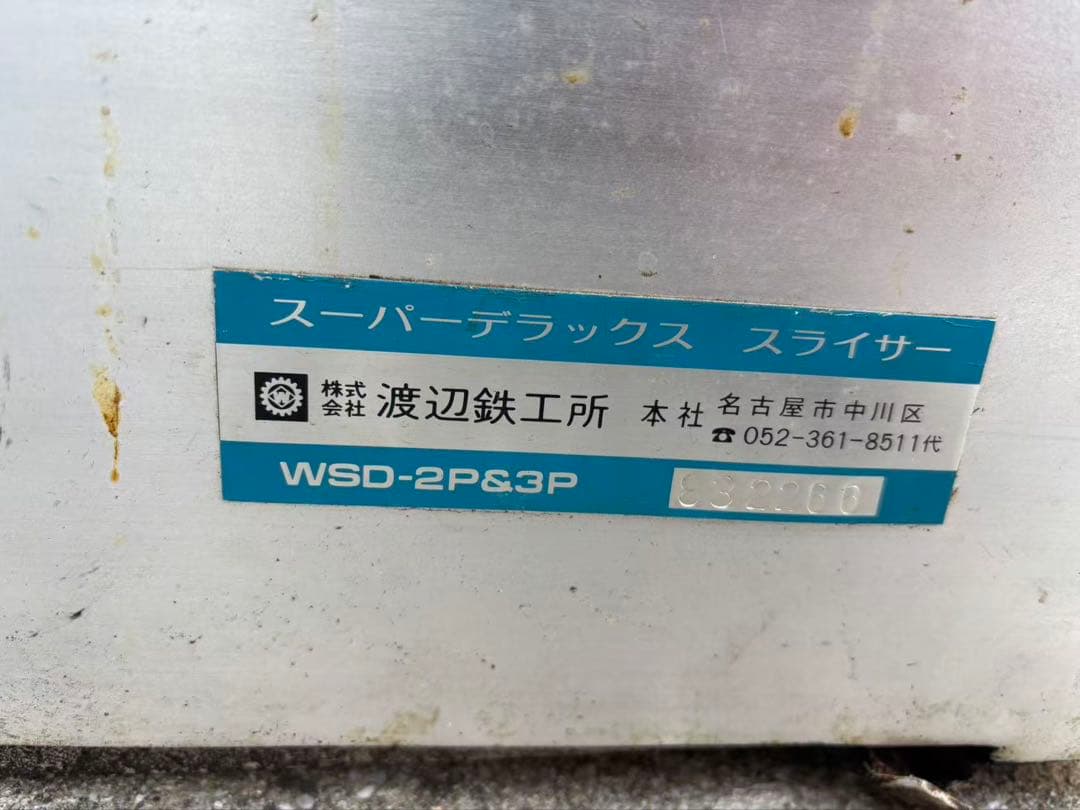 スーパーデラックス スライサー
株式会社 渡辺鉄工所 本社 名古屋市中川区
☎ 052-361-8511代
WSD-2P&3P 832260